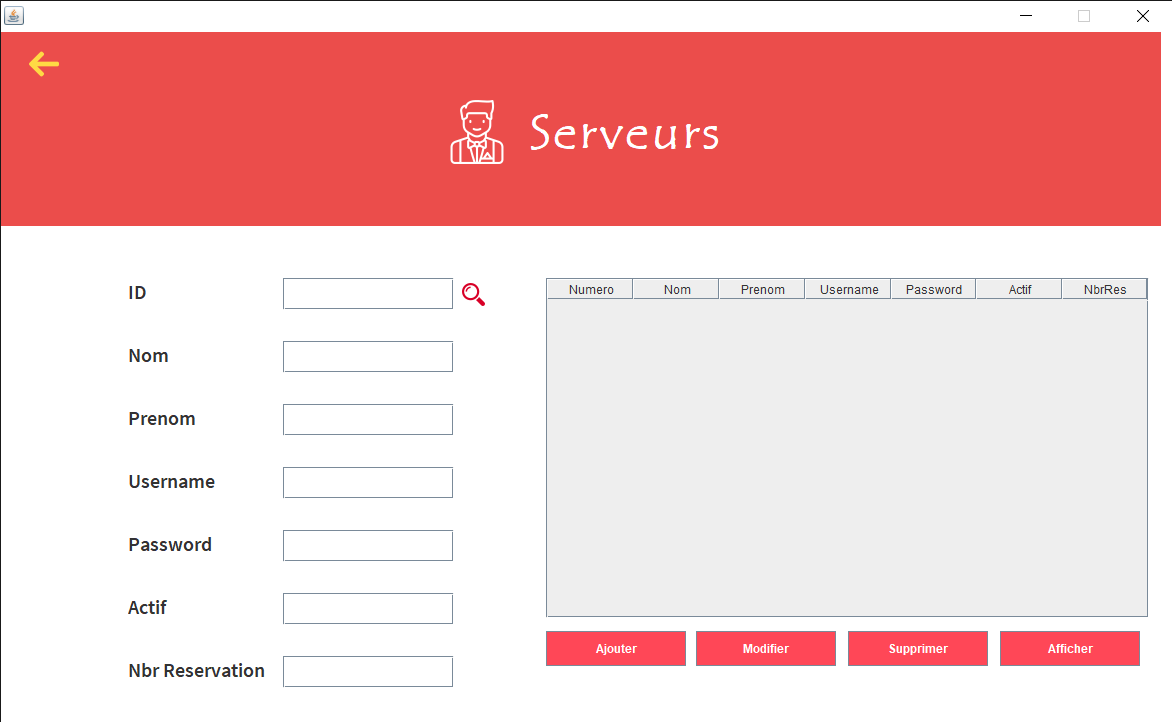 Serveurs
ID
Nom
Prenom
Username
Password
Actif
Nbr Reservation
Numero Nom Prenom Username Password Actif NbrRes
Ajouter Modifier Supprimer Afficher